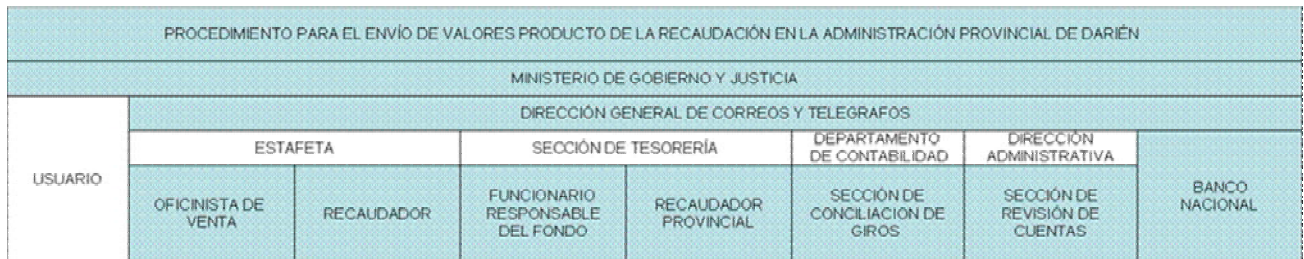 PROCEDIMIENTO PARA EL ENVÍO DE VALORES PRODUCTO DE LA RECAUDACIÓN EN LA ADMINISTRACIÓN PROVINCIAL DE DARIÉN
MINISTERIO DE GOBIERNO Y JUSTICIA
USUARIO
DIRECCIÓN GENERAL DE CORREOS Y TELEGRAFOS
ESTAFETA
SECCIÓN DE TESORERÍA
DEPARTAMENTO
DE CONTABILIDAD
DIRECCIÓN
ADMINISTRATIVA
OFICINISTA DE
VENTA
RECAUDADOR
FUNCIONARIO
RESPONSABLE
DEL FONDO
RECAUDADOR
PROVINCIAL
SECCIÓN DE
CONCILIACIÓN DE
GIROS
SECCIÓN DE
REVISIÓN DE
CUENTAS
BANCO
NACIONAL